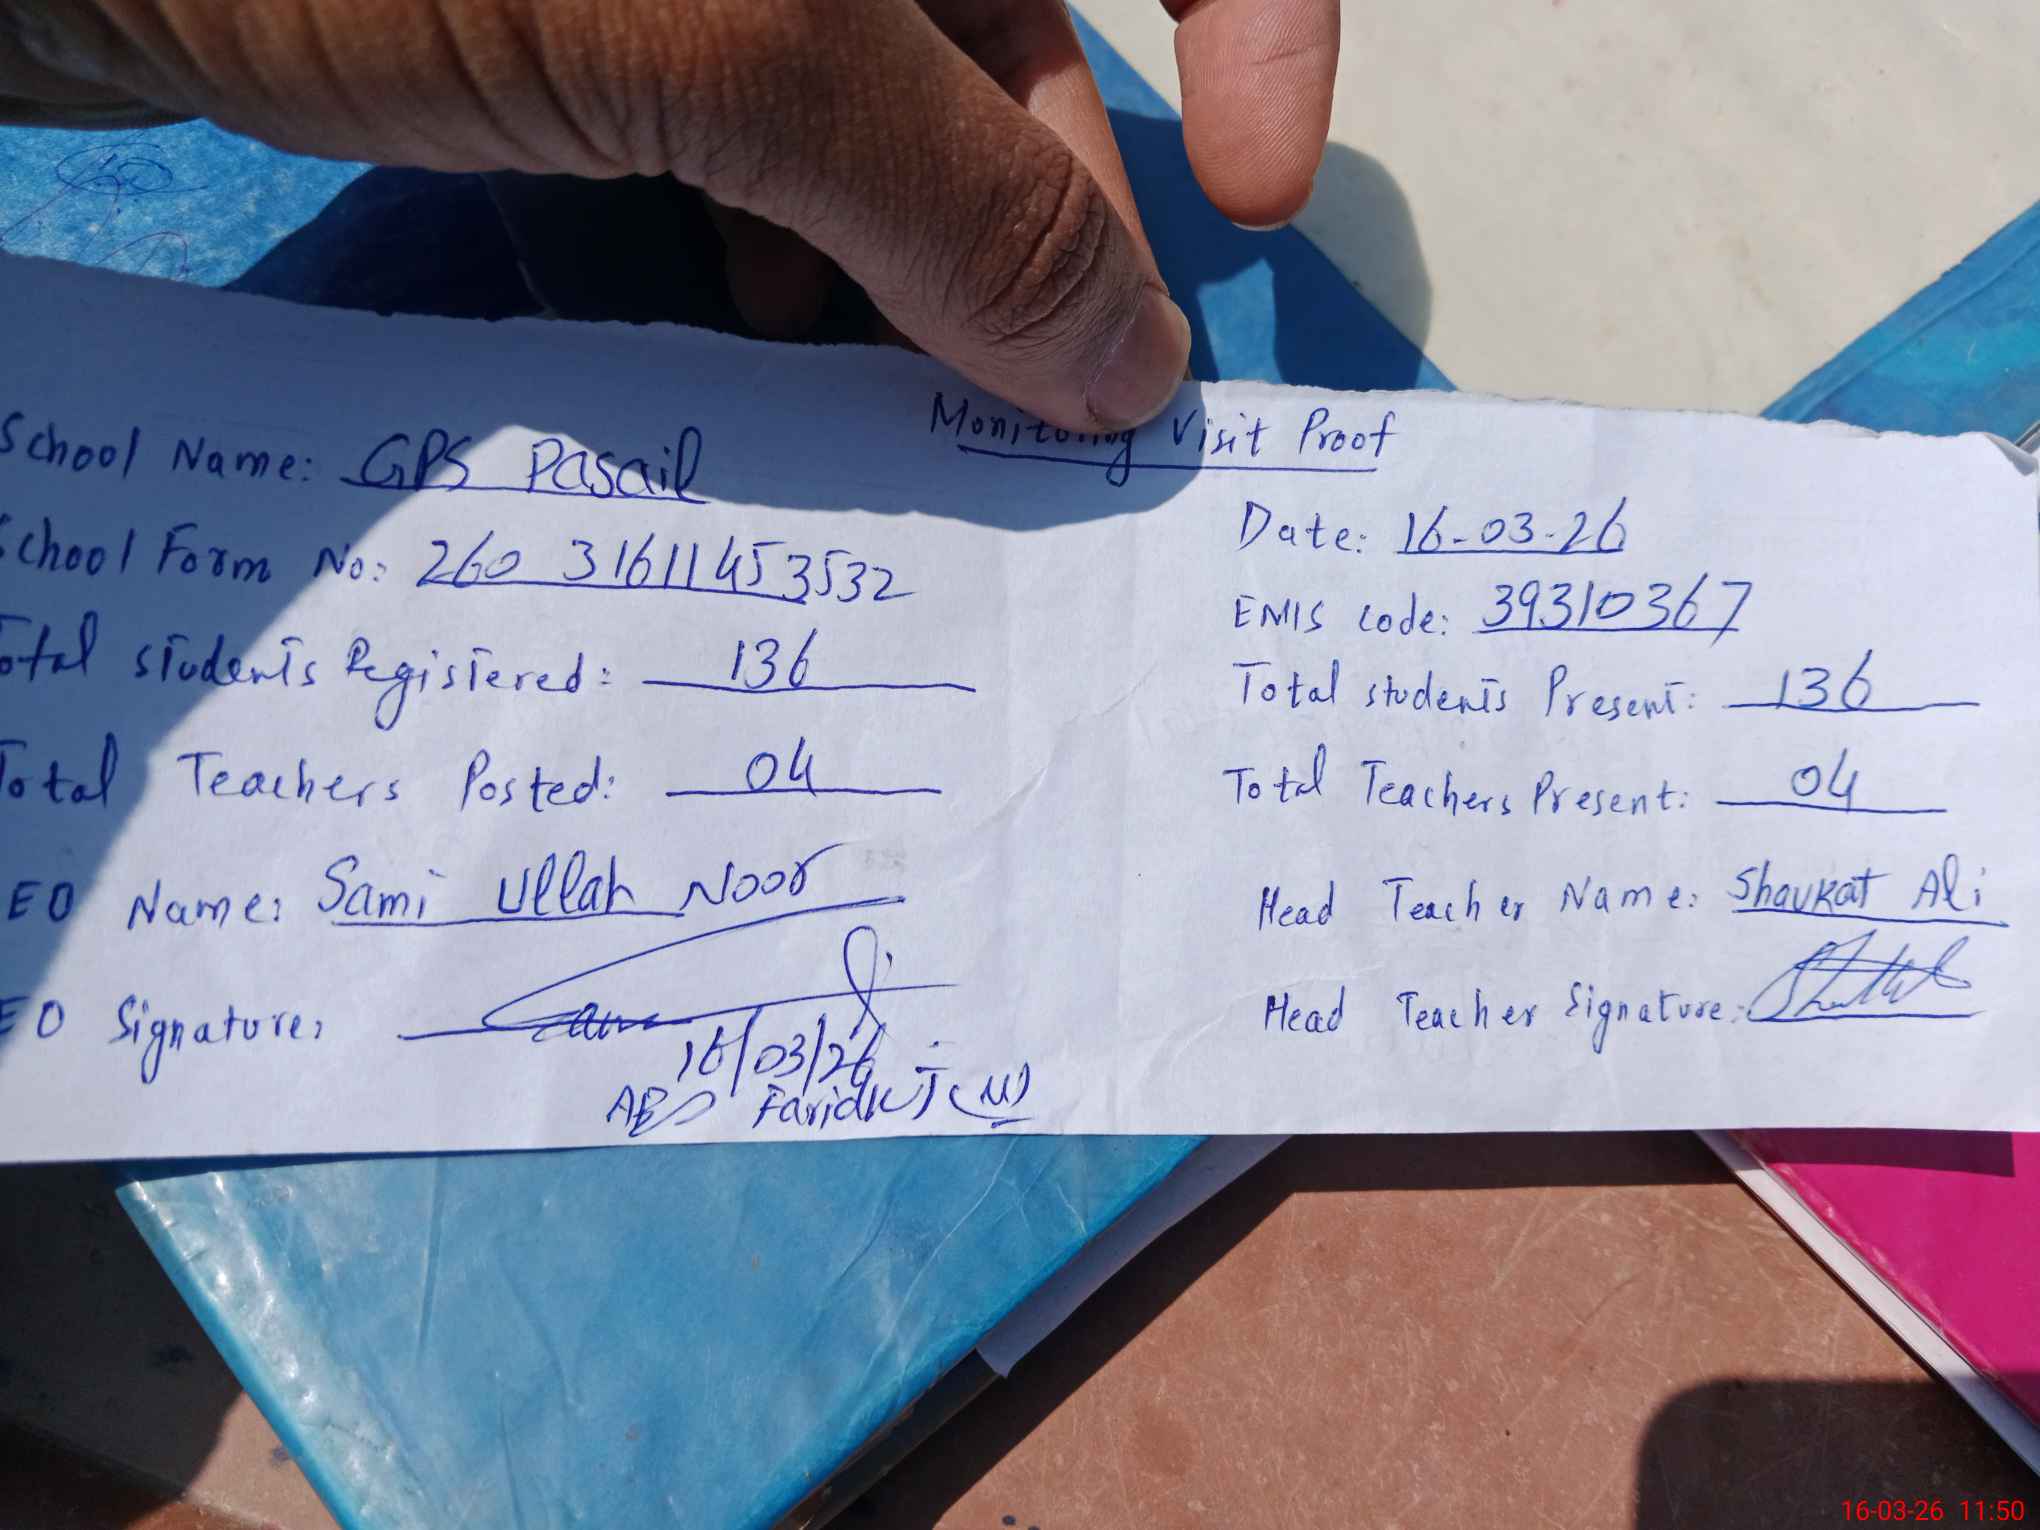 Monitoring Visit Proof
School Name: GPS Pasail
Date: 16-03-26
School Form No: 260 31611453532
EMIS code: 39310367
Total students Registered: 136
Total students Present: 136
Total Teachers Posted: 04
Total Teachers Present: 04
EO Name: Sami Ullah Noor
Head Teacher Name: Shaukat Ali
EO Signature:
Head Teacher Signature:
16/03/26
16-03-26 11:50